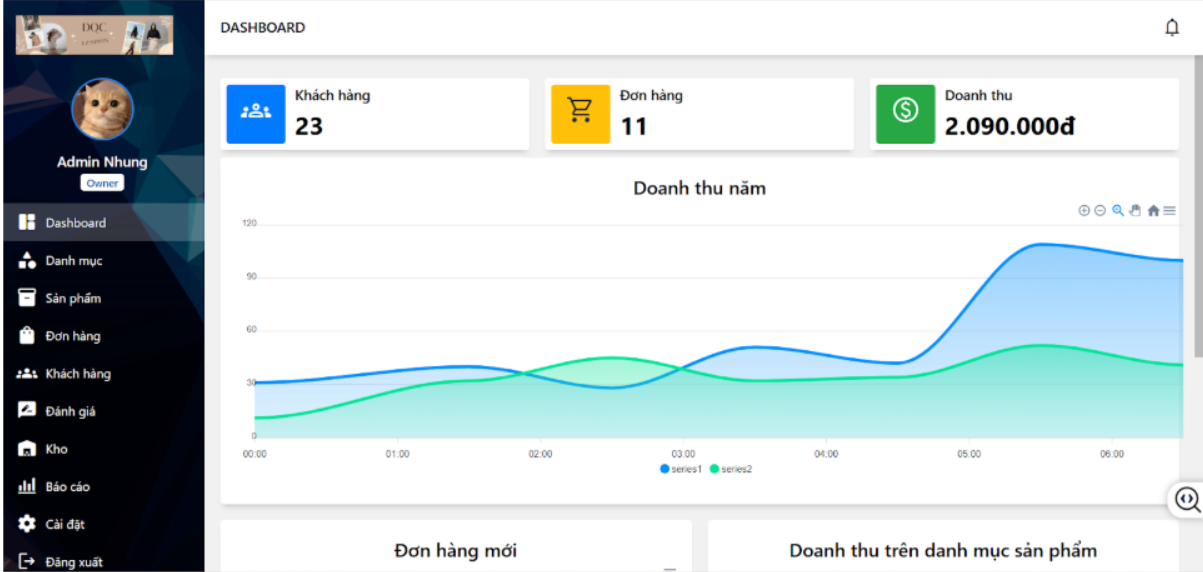 DQC
FASHION
Admin Nhung
Owner
Dashboard
Danh mục
Sản phẩm
Đơn hàng
Khách hàng
Đánh giá
Kho
Báo cáo
Cài đặt
Đăng xuất
DASHBOARD
Khách hàng
23
Đơn hàng
11
Doanh thu
2.090.000đ
Doanh thu năm
120
90
60
30
0
00:00 01:00 02:00 03:00 04:00 05:00 06:00
series1 series2
Đơn hàng mới
Doanh thu trên danh mục sản phẩm